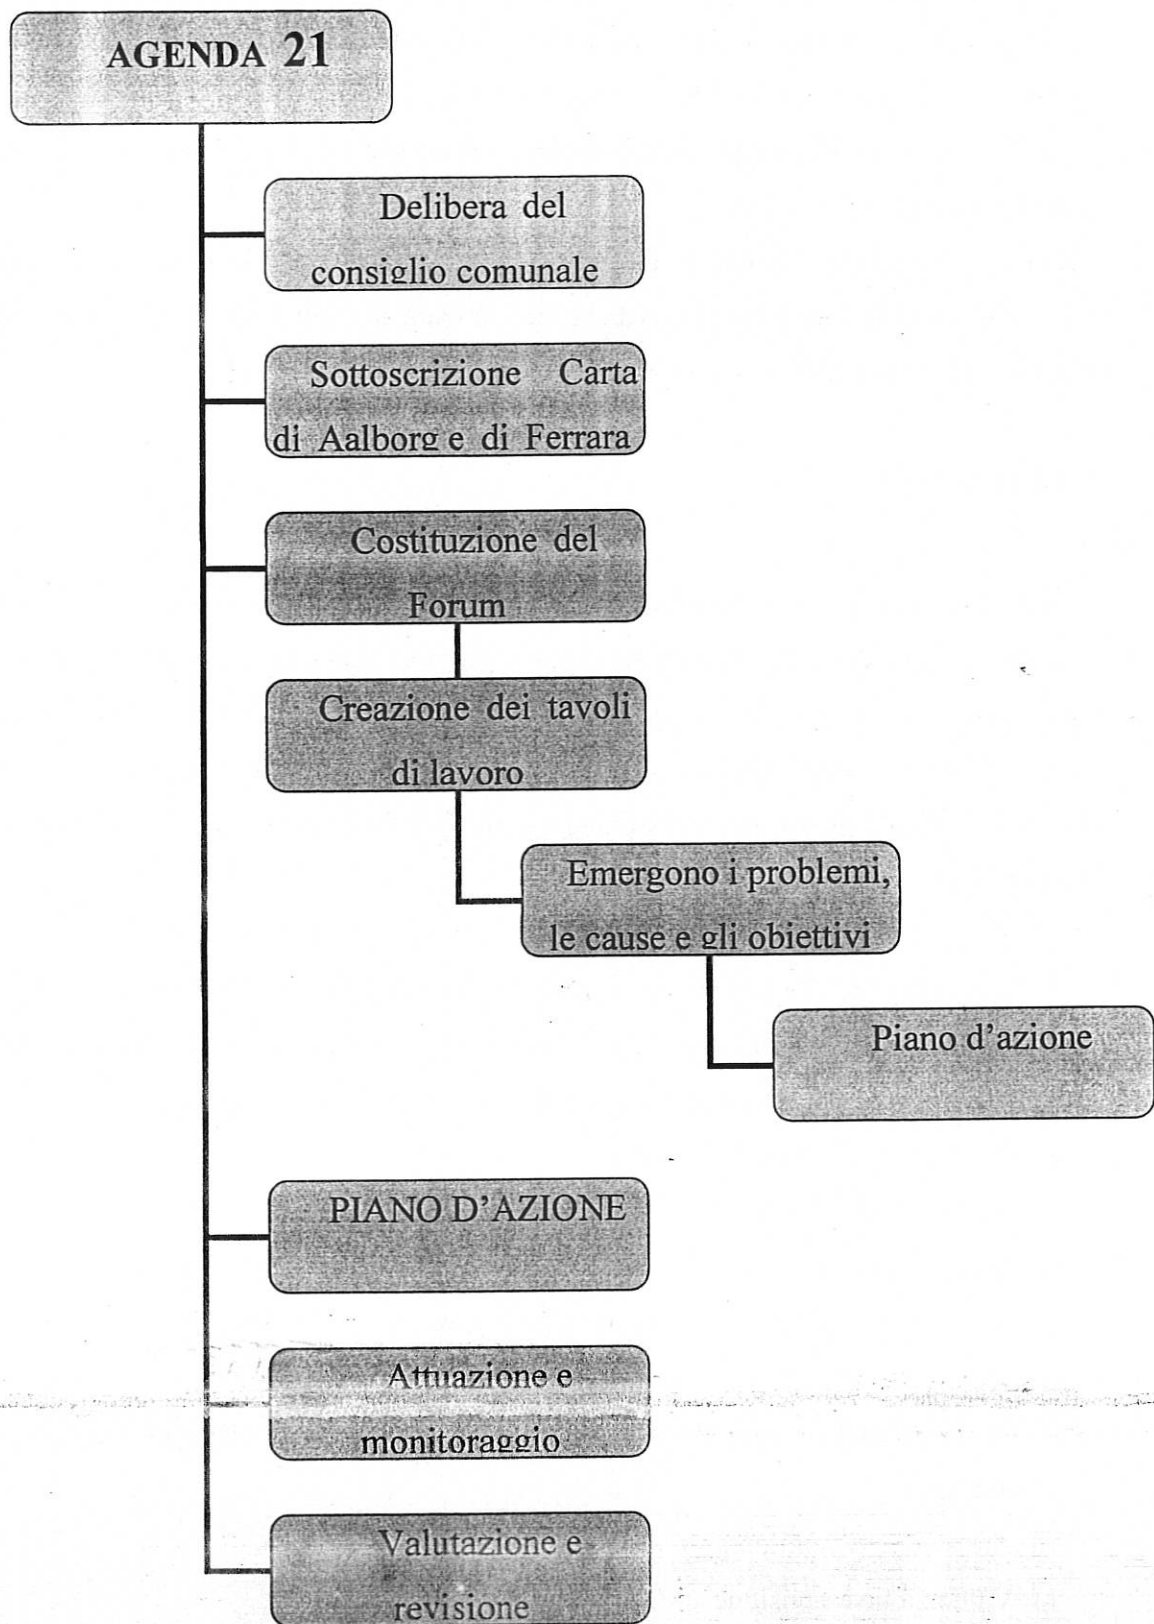 AGENDA 21
Delibera del
consiglio comunale
Sottoscrizione Carta
di Aalborg e di Ferrara
Costituzione del
Forum
Creazione dei tavoli
di lavoro
Emergono i problemi,
le cause e gli obiettivi
Piano d'azione
PIANO D'AZIONE
Attuazione e
monitoraggio
Valutazione e
revisione